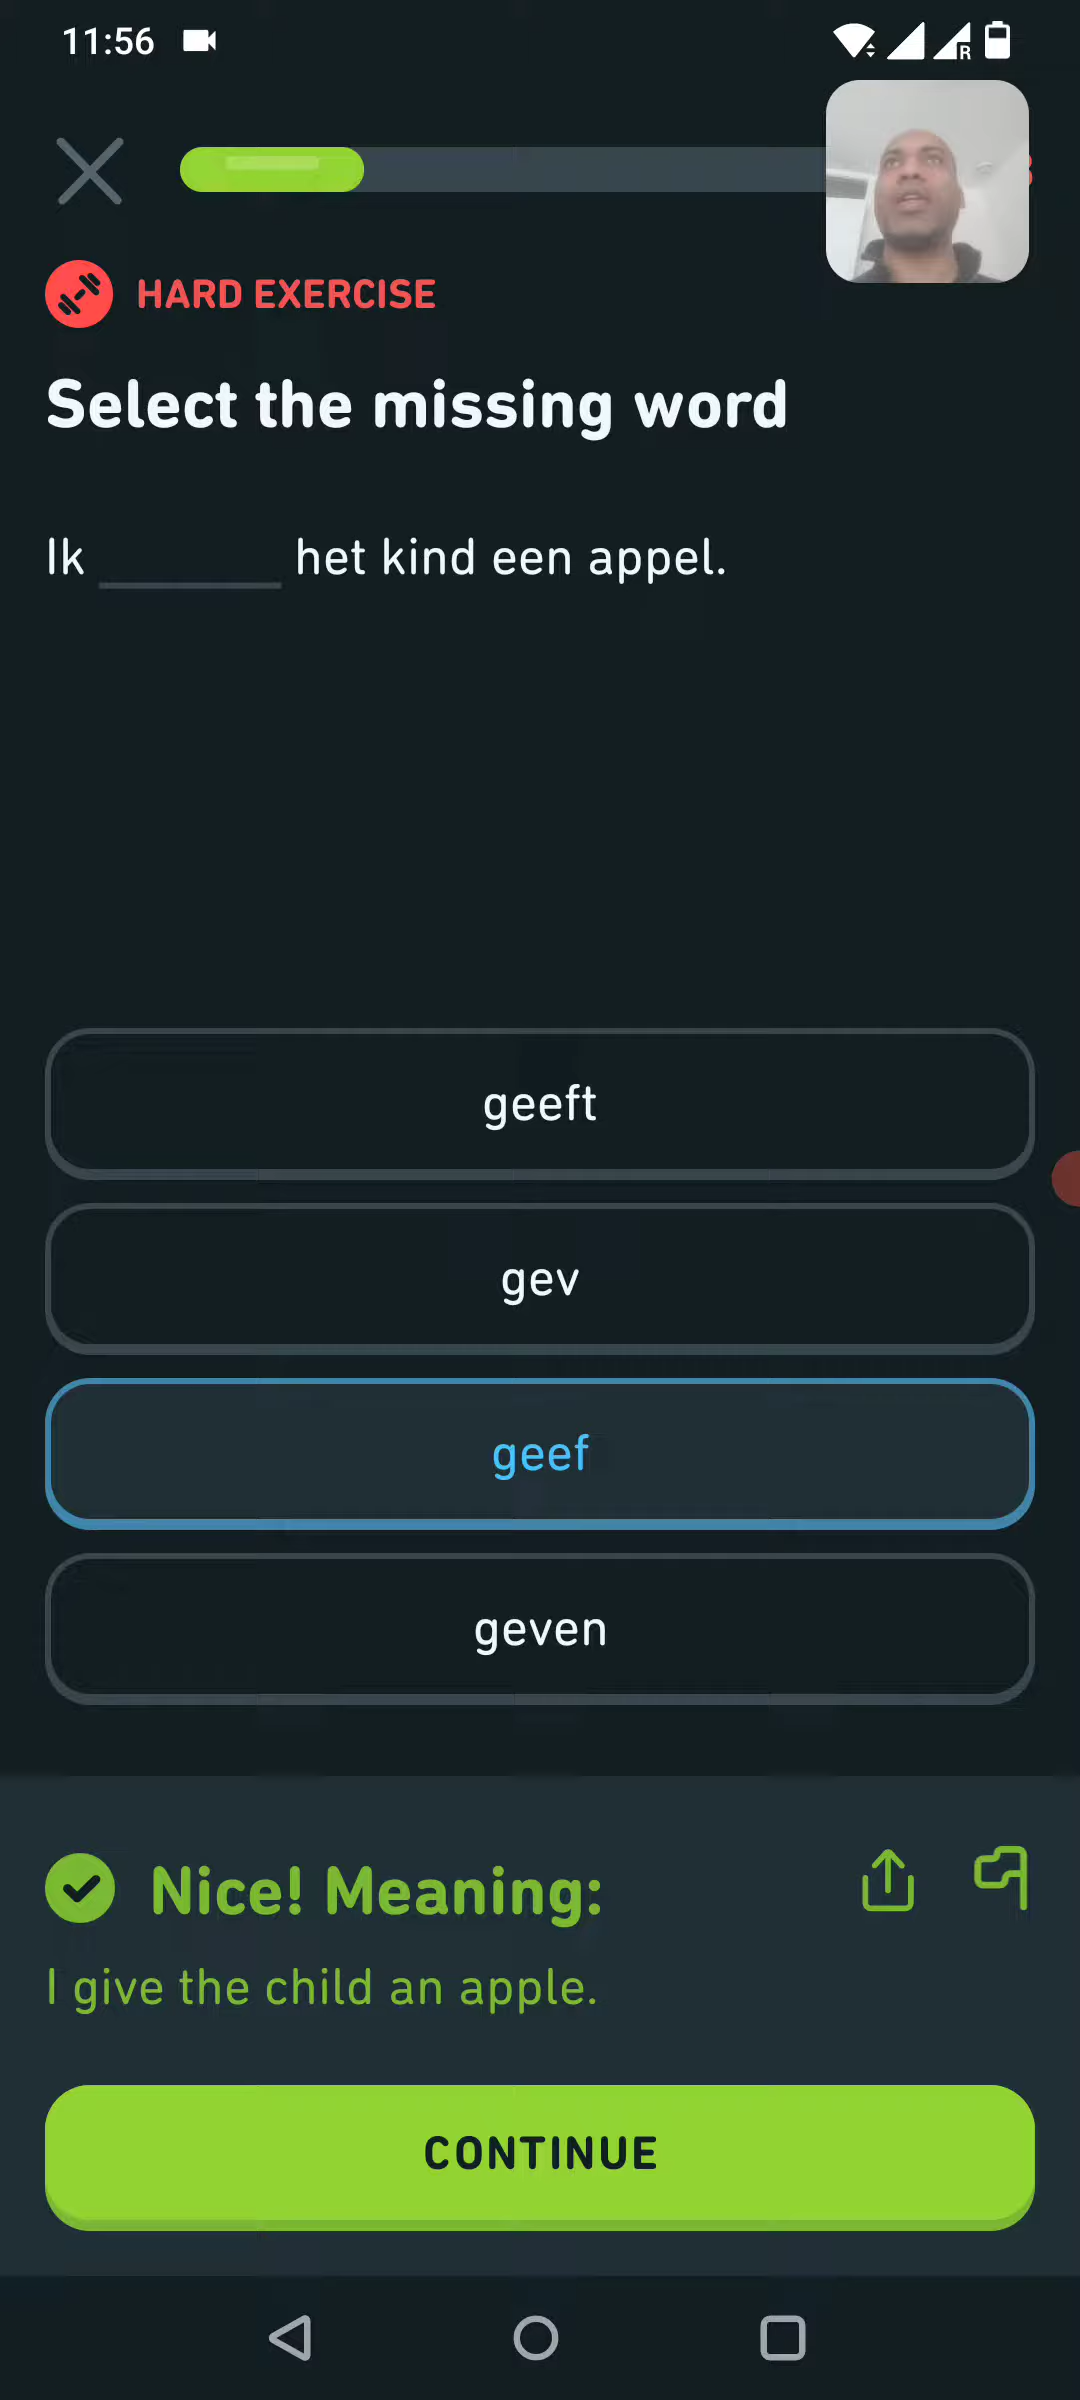 11:56
R
HARD EXERCISE
Select the missing word
Ik ______ het kind een appel.
geeft
gev
geef
geven
Nice! Meaning:
I give the child an apple.
CONTINUE